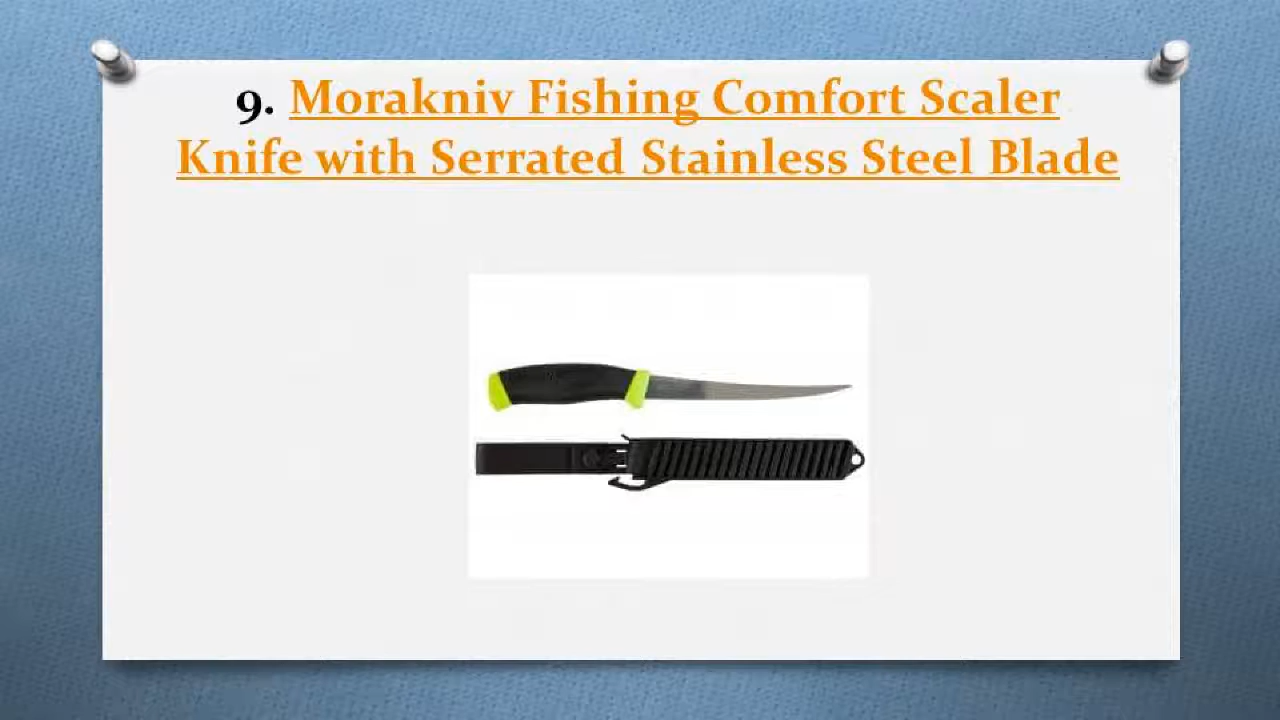 9. Morakniv Fishing Comfort Scaler
Knife with Serrated Stainless Steel Blade